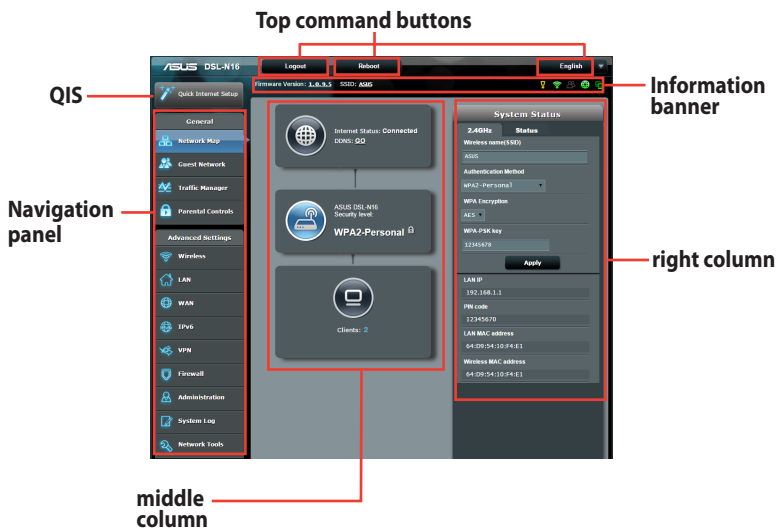 Top command buttons
/SUS DSL-N16
Logout
Reboot
English
QIS
Quick Internet Setup
Firmware Version: 1.0.9.5 SSID: ASUS
Information
banner
Navigation
panel
General
Network Map
Guest Network
Traffic Manager
Parental Controls
Advanced Settings
Wireless
LAN
WAN
IPv6
VPN
Firewall
Administration
System Log
Network Tools
Internet Status: Connected
DDNS: GO
ASUS DSL-N16
Security level:
WPA2-Personal
Clients: 2
System Status
2.4GHz Status
Wireless name(SSID)
ASUS
Authentication Method
WPA2-Personal
WPA Encryption
AES
WPA-PSK key
12345678
Apply
LAN IP
192.168.1.1
PIN code
12345670
LAN MAC address
64:D9:54:10:F4:E1
Wireless MAC address
64:D9:54:10:F4:E1
right column
middle
column